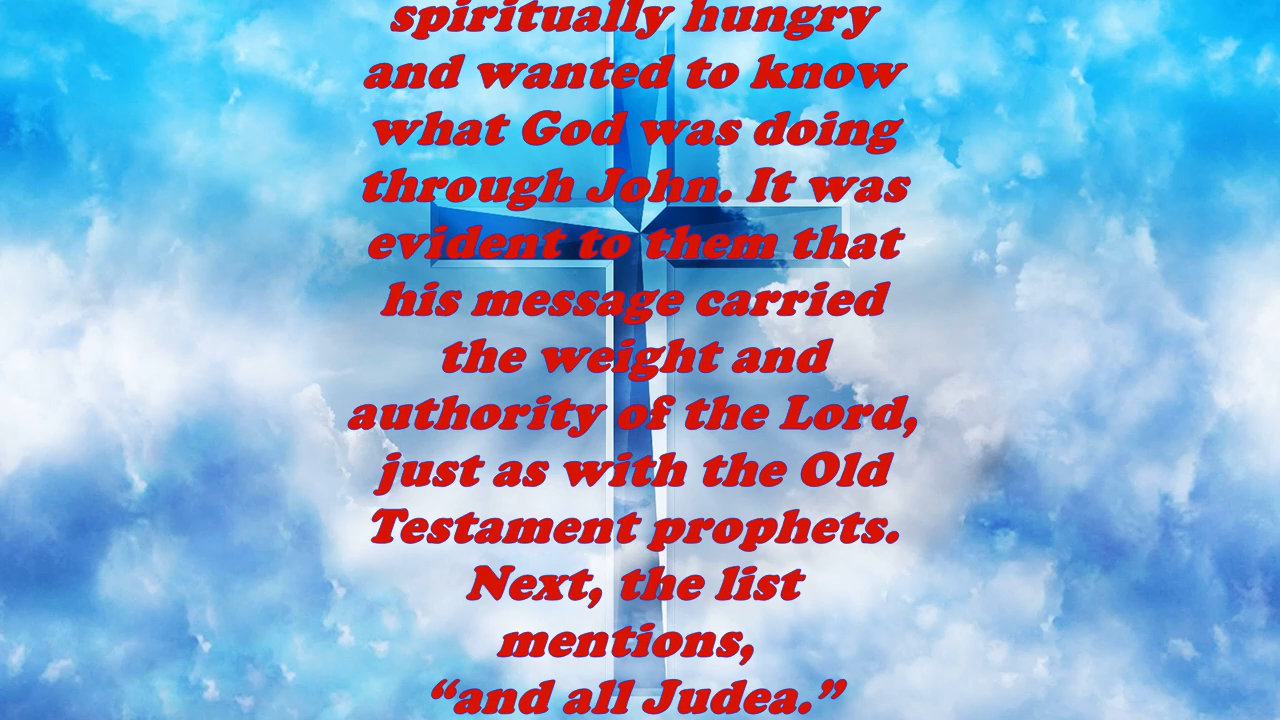 spiritually hungry
and wanted to know
what God was doing
through John. It was
evident to them that
his message carried
the weight and
authority of the Lord,
just as with the Old
Testament prophets.
Next, the list
mentions,
“and all Judea.”